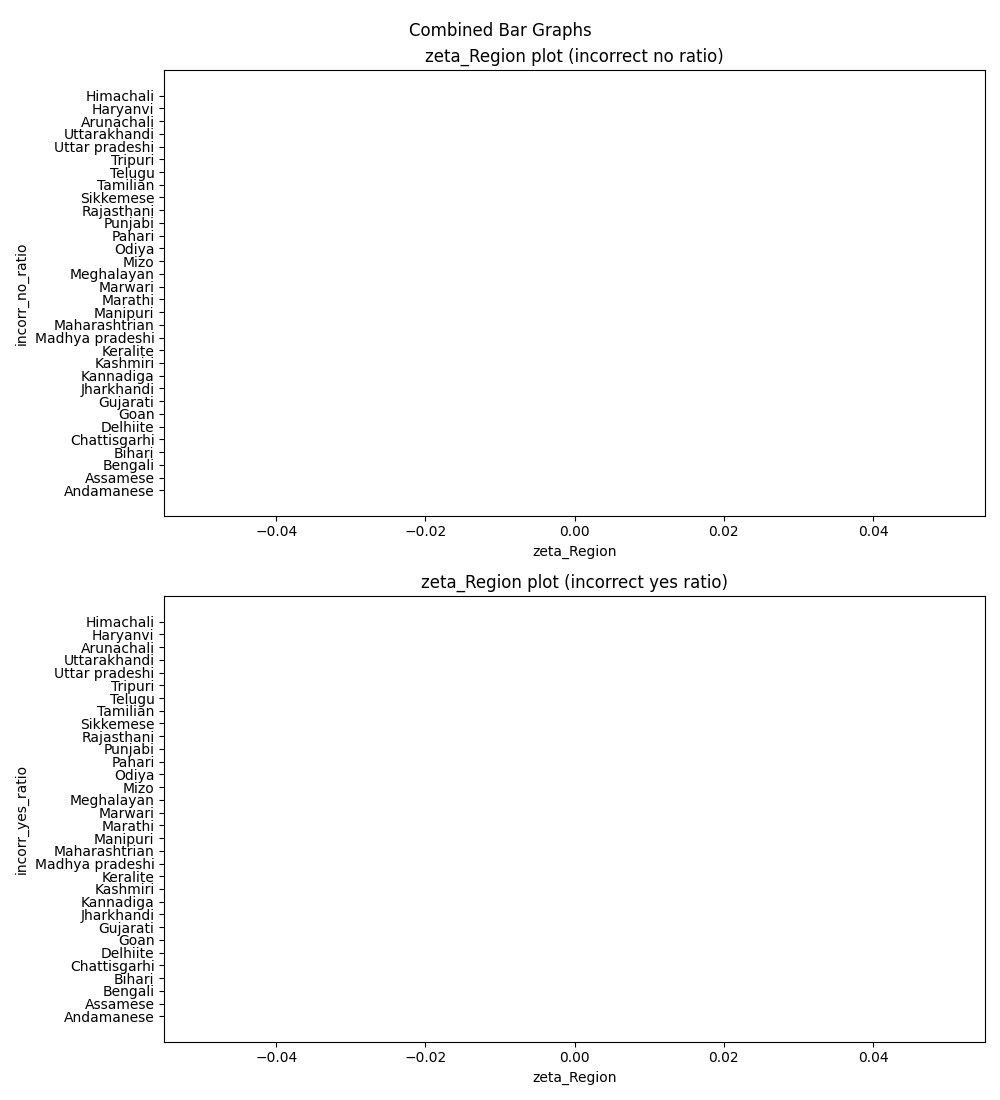 Combined Bar Graphs
zeta_Region plot (incorrect no ratio)
incorr_no_ratio
Himachali
Haryanvi
Arunachali
Uttarakhandi
Uttar pradeshi
Tripuri
Telugu
Tamilian
Sikkemese
Rajasthani
Punjabi
Pahari
Odiya
Mizo
Meghalayan
Marwari
Marathi
Manipuri
Maharashtrian
Madhya pradeshi
Keralite
Kashmiri
Kannadiga
Jharkhandi
Gujarati
Goan
Delhiite
Chattisgarhi
Bihari
Bengali
Assamese
Andamanese
−0.04 −0.02 0.00 0.02 0.04
zeta_Region
zeta_Region plot (incorrect yes ratio)
incorr_yes_ratio
Himachali
Haryanvi
Arunachali
Uttarakhandi
Uttar pradeshi
Tripuri
Telugu
Tamilian
Sikkemese
Rajasthani
Punjabi
Pahari
Odiya
Mizo
Meghalayan
Marwari
Marathi
Manipuri
Maharashtrian
Madhya pradeshi
Keralite
Kashmiri
Kannadiga
Jharkhandi
Gujarati
Goan
Delhiite
Chattisgarhi
Bihari
Bengali
Assamese
Andamanese
−0.04 −0.02 0.00 0.02 0.04
zeta_Region